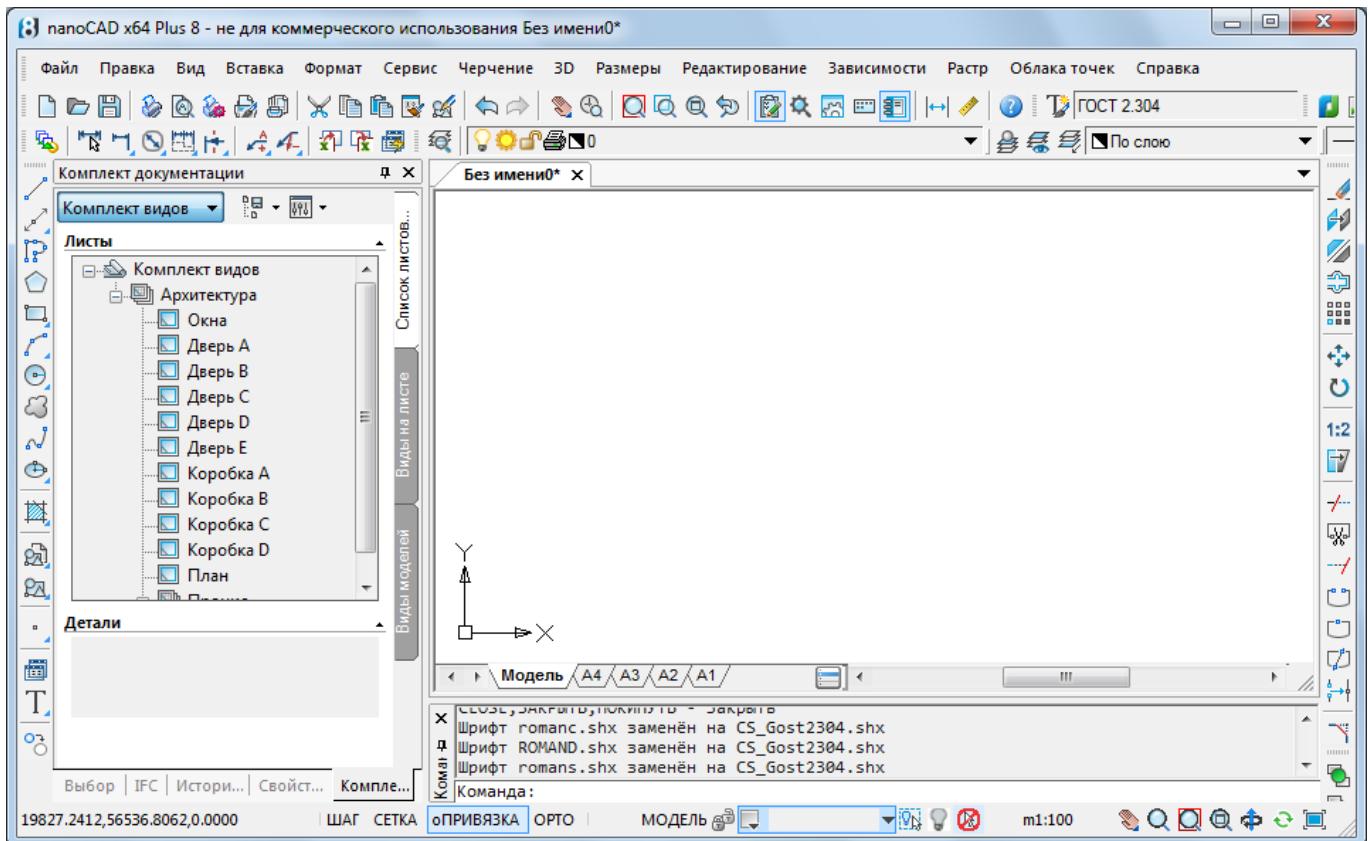 nanoCAD x64 Plus 8 - не для коммерческого использования Без имени0*
Файл Правка Вид Вставка Формат Сервис Черчение 3D Размеры Редактирование Зависимости Растр Облака точек Справка
ГОСТ 2.304
0 По слою
Комплект документации
Без имени0*
Комплект видов
Листы
Комплект видов
Архитектура
Окна
Дверь A
Дверь B
Дверь C
Дверь D
Дверь E
Коробка A
Коробка B
Коробка C
Коробка D
План
Детали
Список листов...
Виды на листе
Виды моделей
Выбор IFC Истори... Свойст... Компле...
1:2
Y
X
Модель A4 A3 A2 A1
CLOSE,ЗАКРЫТЬ,ПОКИНУТЬ - Закрыть
Шрифт romanc.shx заменён на CS_Gost2304.shx
Шрифт ROMAND.shx заменён на CS_Gost2304.shx
Шрифт romans.shx заменён на CS_Gost2304.shx
Команда:
Коман
19827.2412,56536.8062,0.0000 ШАГ СЕТКА оПРИВЯЗКА ОРТО МОДЕЛЬ m1:100